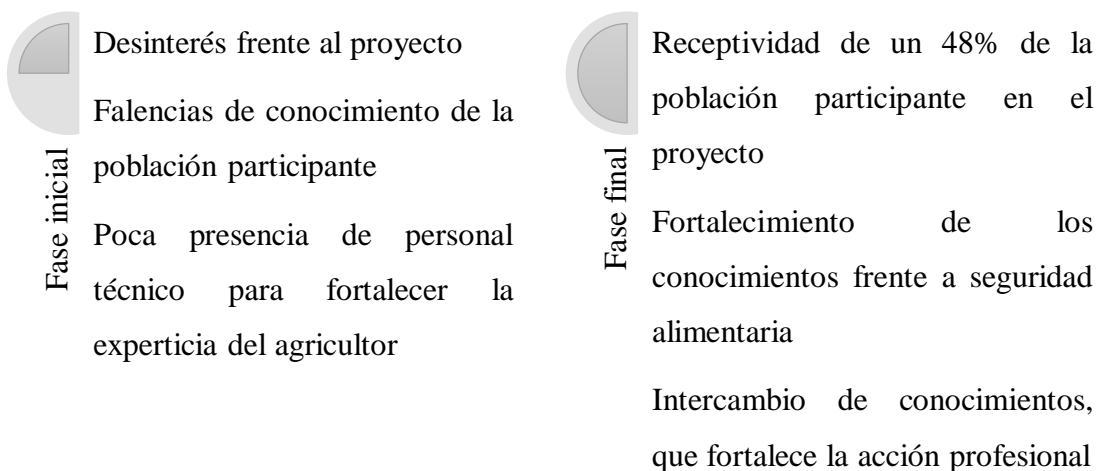 Fase inicial
Desinterés frente al proyecto
Falencias de conocimiento de la
población participante
Poca presencia de personal
técnico para fortalecer la
experticia del agricultor
Fase final
Receptividad de un 48% de la
población participante en el
proyecto
Fortalecimiento de los
conocimientos frente a seguridad
alimentaria
Intercambio de conocimientos,
que fortalece la acción profesional